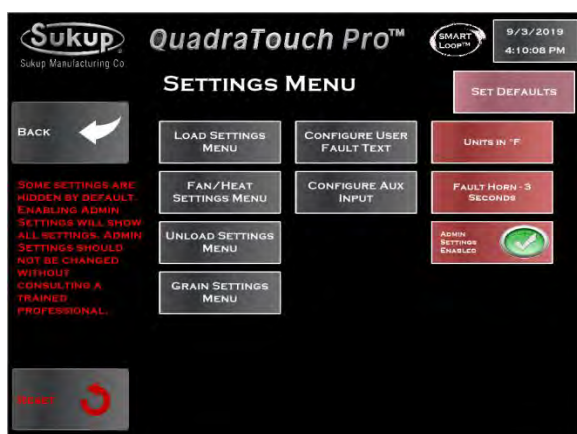 Sukup
Sukup Manufacturing Co
QuadraTouch Pro™
SMART
LOOP™
9/3/2019
4:10:08 PM
SETTINGS MENU
SET DEFAULTS
BACK
LOAD SETTINGS
MENU
CONFIGURE USER
FAULT TEXT
UNITS IN °F
SOME SETTINGS ARE
HIDDEN BY DEFAULT.
ENABLING ADMIN
SETTINGS WILL SHOW
ALL SETTINGS. ADMIN
SETTINGS SHOULD
NOT BE CHANGED
WITHOUT
CONSULTING A
TRAINED
PROFESSIONAL.
FAN/HEAT
SETTINGS MENU
CONFIGURE AUX
INPUT
FAULT HORN - 3
SECONDS
UNLOAD SETTINGS
MENU
ADMIN
SETTINGS
ENABLED
GRAIN SETTINGS
MENU
RESET